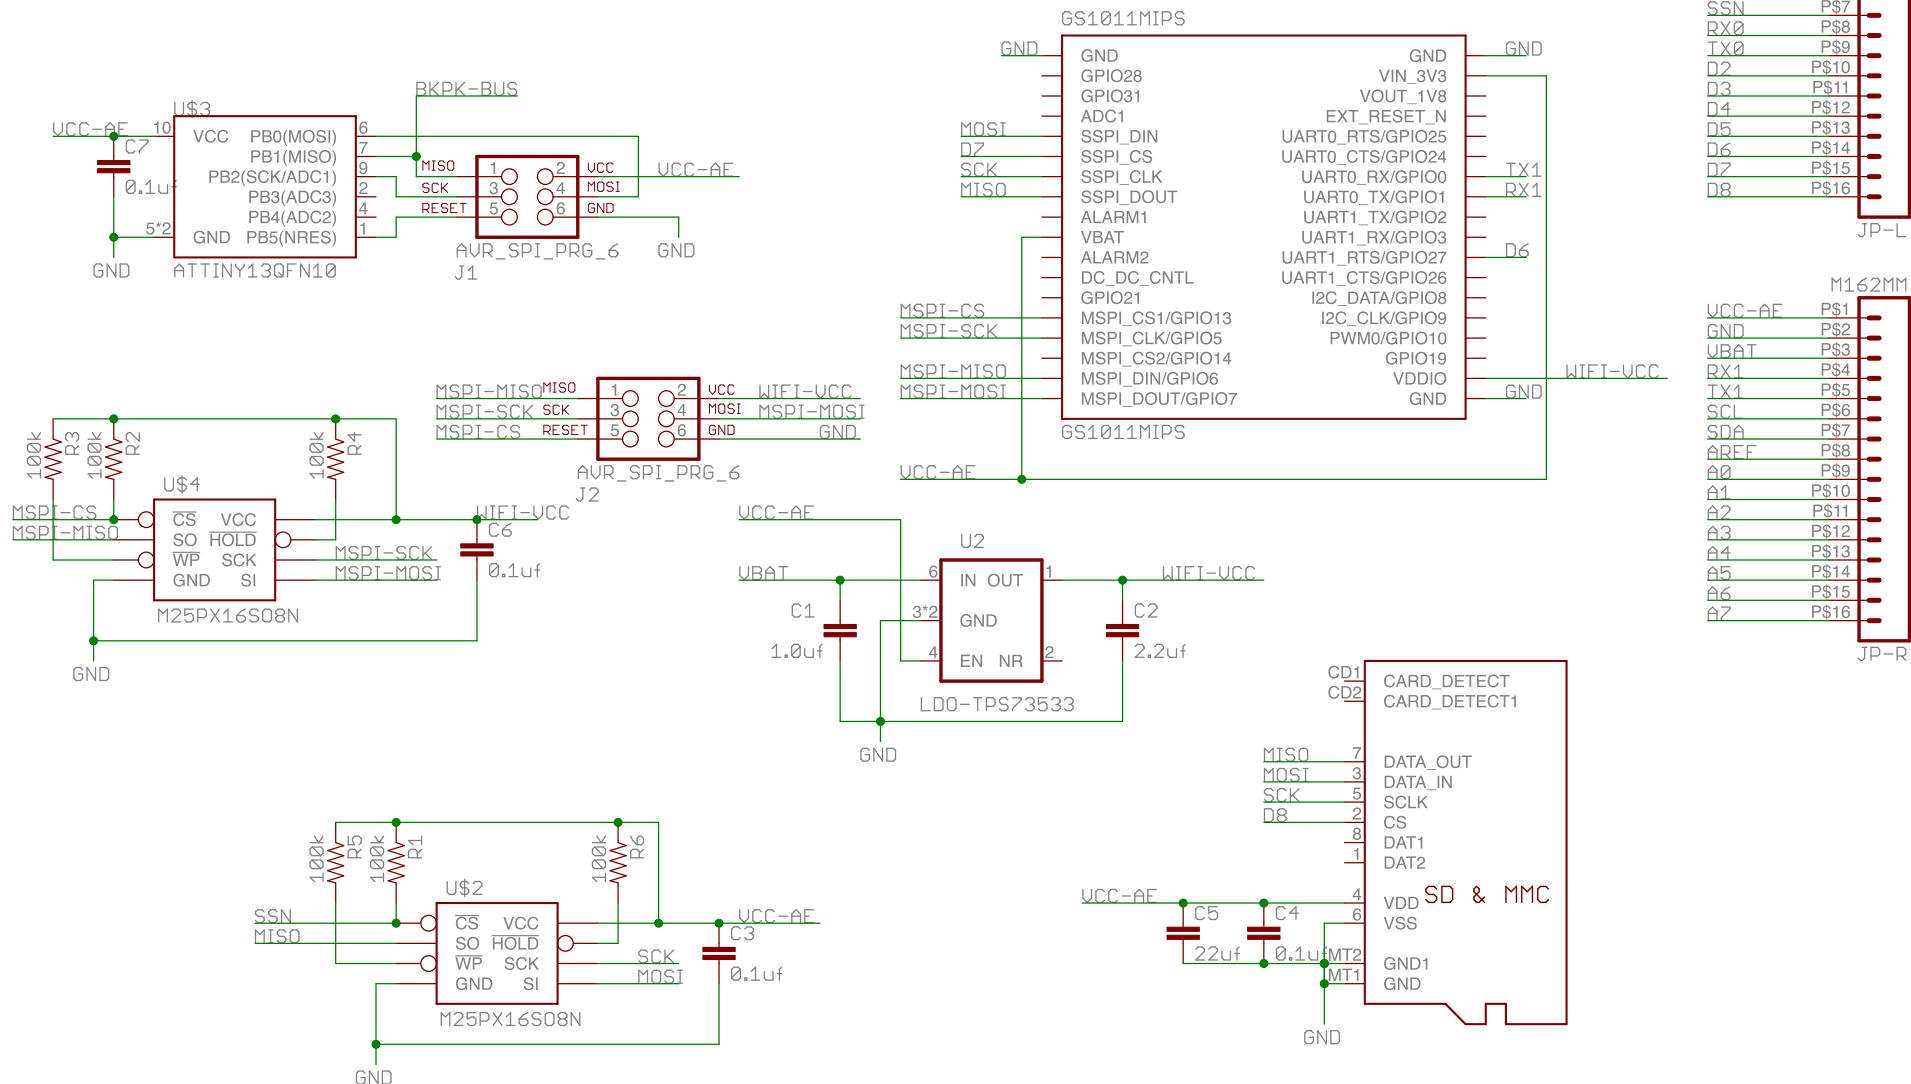 BKPK-BUS
U$3
VCC-AE
10
VCC
PB0(MOSI)
6
PB1(MISO)
7
PB2(SCK/ADC1)
9
PB3(ADC3)
2
PB4(ADC2)
4
5*2
GND
PB5(NRES)
1
C7
0.1uf
GND
ATTINY13QFN10
MISO
1
2
VCC
VCC-AE
SCK
3
4
MOSI
RESET
5
6
GND
AVR_SPI_PRG_6
J1
GND
MSPI-MISO
MISO
1
2
VCC
WIFI-VCC
MSPI-SCK
SCK
3
4
MOSI
MSPI-MOSI
MSPI-CS
RESET
5
6
GND
GND
AVR_SPI_PRG_6
J2
100k
R3
100k
R2
100k
R4
U$4
MSPI-CS
CS
VCC
WIFI-VCC
MSPI-MISO
SO
HOLD
WP
SCK
MSPI-SCK
GND
SI
MSPI-MOSI
C6
0.1uf
M25PX16SO8N
GND
100k
R5
100k
R1
100k
R6
U$2
SSN
CS
VCC
VCC-AE
MISO
SO
HOLD
WP
SCK
SCK
GND
SI
MOSI
C3
0.1uf
M25PX16SO8N
GND
GS1011MIPS
GND
GND
GND
GND
GPIO28
VIN_3V3
GPIO31
VOUT_1V8
ADC1
EXT_RESET_N
MOSI
SSPI_DIN
UART0_RTS/GPIO25
D7
SSPI_CS
UART0_CTS/GPIO24
SCK
SSPI_CLK
UART0_RX/GPIO0
TX1
MISO
SSPI_DOUT
UART0_TX/GPIO1
RX1
ALARM1
UART1_TX/GPIO2
VBAT
UART1_RX/GPIO3
ALARM2
UART1_RTS/GPIO27
D6
DC_DC_CNTL
UART1_CTS/GPIO26
GPIO21
I2C_DATA/GPIO8
MSPI-CS
MSPI_CS1/GPIO13
I2C_CLK/GPIO9
MSPI-SCK
MSPI_CLK/GPIO5
PWM0/GPIO10
MSPI_CS2/GPIO14
GPIO19
MSPI-MISO
MSPI_DIN/GPIO6
VDDIO
WIFI-VCC
MSPI-MOSI
MSPI_DOUT/GPIO7
GND
GND
GS1011MIPS
VCC-AE
VCC-AE
U2
VBAT
6
IN
OUT
1
WIFI-VCC
C1
1.0uf
3*2
GND
C2
2.2uf
4
EN
NR
2
LDO-TPS73533
GND
CD1
CARD_DETECT
CD2
CARD_DETECT1
MISO
7
DATA_OUT
MOSI
3
DATA_IN
SCK
5
SCLK
D8
2
CS
8
DAT1
1
DAT2
VCC-AE
4
VDD
SD & MMC
6
VSS
C5
22uf
C4
0.1uf
MT2
GND1
MT1
GND
GND
SSN
P$7
RX0
P$8
TX0
P$9
D2
P$10
D3
P$11
D4
P$12
D5
P$13
D6
P$14
D7
P$15
D8
P$16
JP-L
M162MM
VCC-AE
P$1
GND
P$2
VBAT
P$3
RX1
P$4
TX1
P$5
SCL
P$6
SDA
P$7
AREF
P$8
A0
P$9
A1
P$10
A2
P$11
A3
P$12
A4
P$13
A5
P$14
A6
P$15
A7
P$16
JP-R